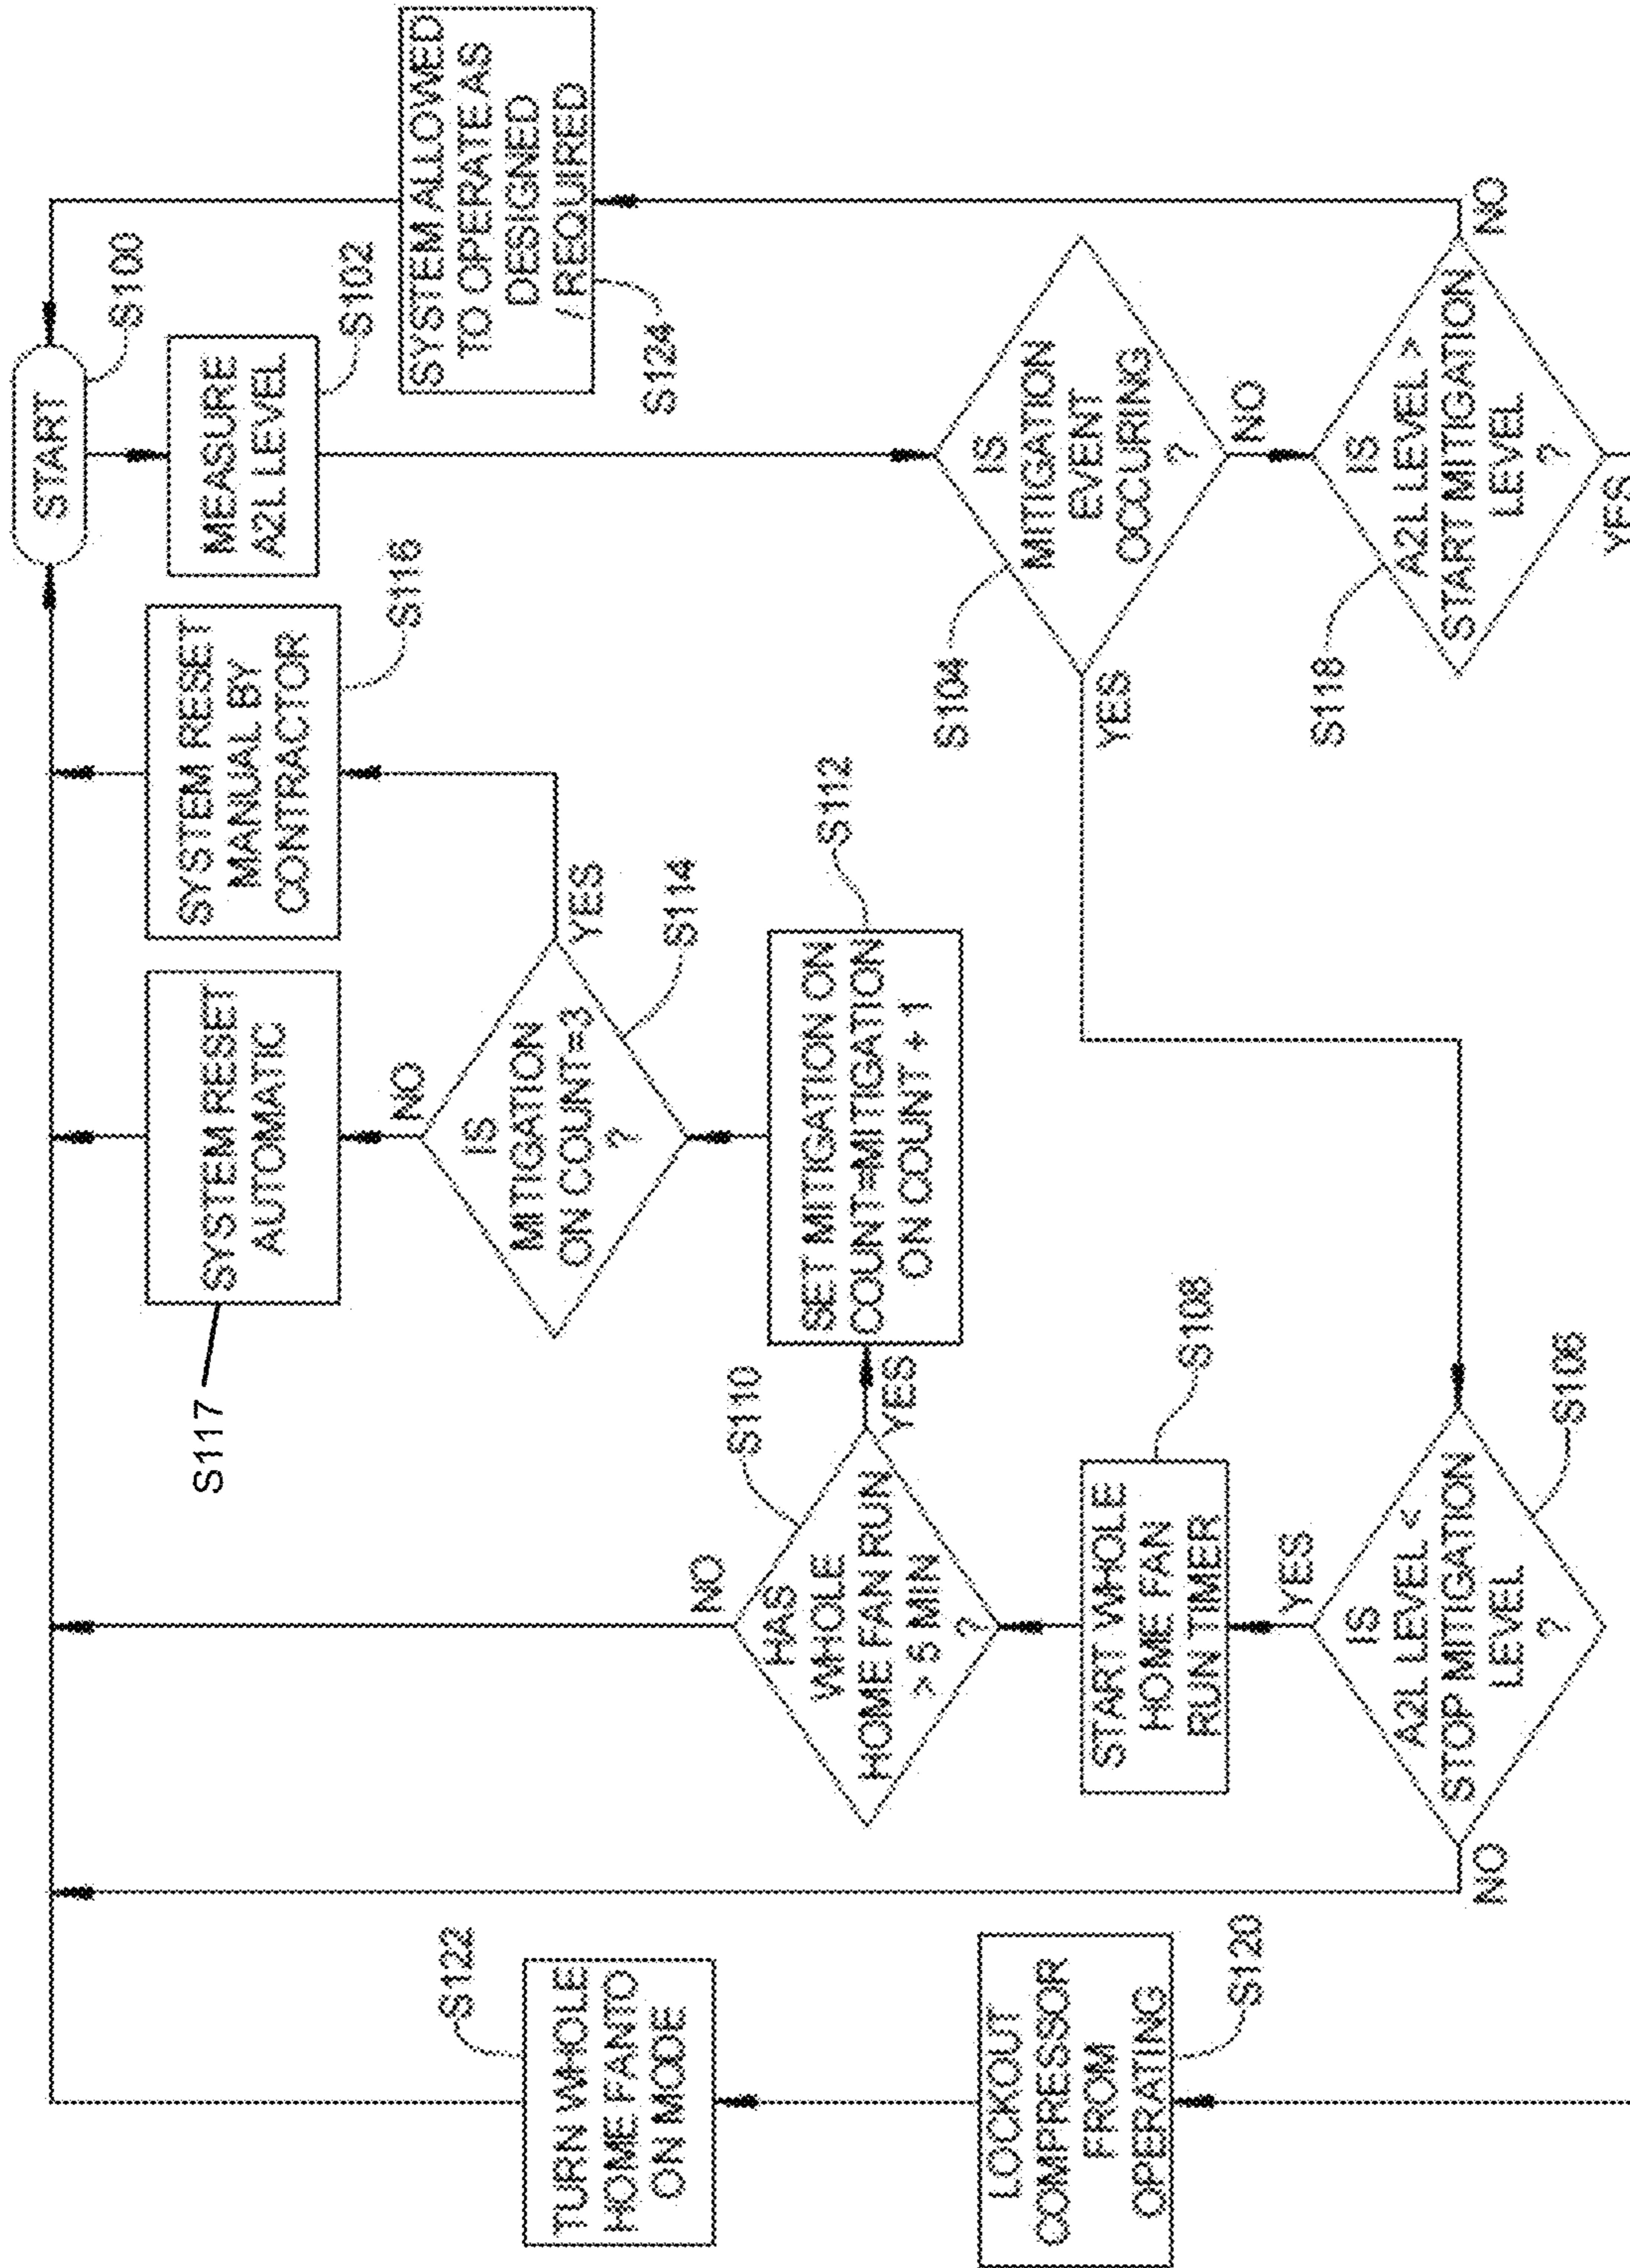 START
S100
MEASURE
A2L LEVEL
S102
IS
MITIGATION
EVENT
OCCURING
?
S104
YES
NO
IS
A2L LEVEL >
START MITIGATION
LEVEL
?
S118
NO
YES
SYSTEM ALLOWED
TO OPERATE AS
DESIGNED
/ REQUIRED
S124
SYSTEM RESET
MANUAL BY
CONTRACTOR
S116
SYSTEM RESET
AUTOMATIC
S117
IS
MITIGATION
ON COUNT=3
?
S114
NO
YES
SET MITIGATION ON
COUNT=MITIGATION
ON COUNT + 1
S112
HAS
WHOLE
HOME FAN RUN
> 5 MIN
?
S110
NO
YES
START WHOLE
HOME FAN
RUN TIMER
S108
IS
A2L LEVEL <
STOP MITIGATION
LEVEL
?
S106
YES
NO
TURN WHOLE
HOME FANTO
ON MODE
S122
LOCKOUT
COMPRESSOR
FROM
OPERATING
S120